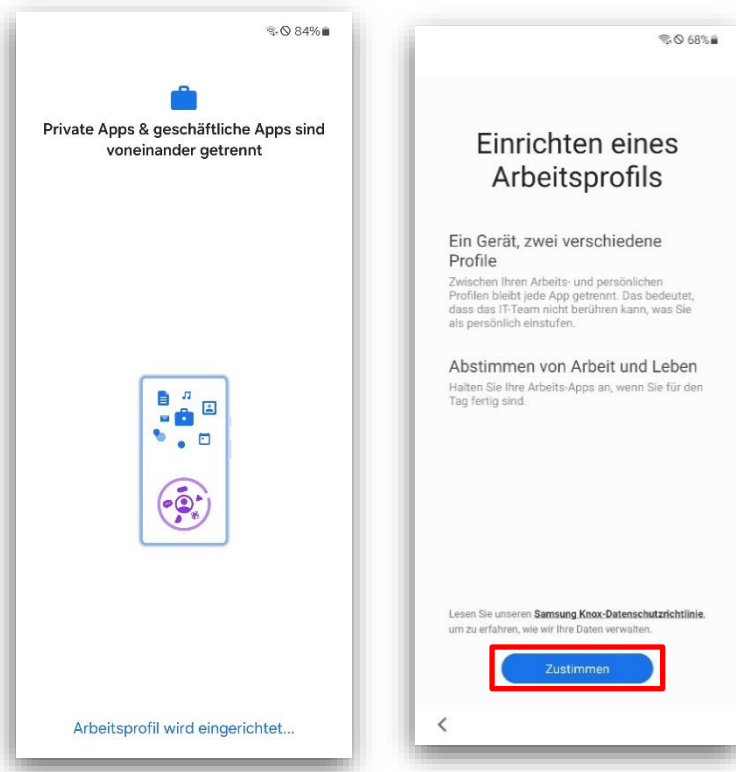 84%
Private Apps & geschäftliche Apps sind
voneinander getrennt
Arbeitsprofil wird eingerichtet...
68%
Einrichten eines
Arbeitsprofils
Ein Gerät, zwei verschiedene
Profile
Zwischen Ihren Arbeits- und persönlichen
Profilen bleibt jede App getrennt. Das bedeutet,
dass das IT-Team nicht berühren kann, was Sie
als persönlich einstufen.
Abstimmen von Arbeit und Leben
Halten Sie Ihre Arbeits-Apps an, wenn Sie für den
Tag fertig sind.
Lesen Sie unseren Samsung Knox-Datenschutzrichtlinie,
um zu erfahren, wie wir Ihre Daten verwalten.
Zustimmen